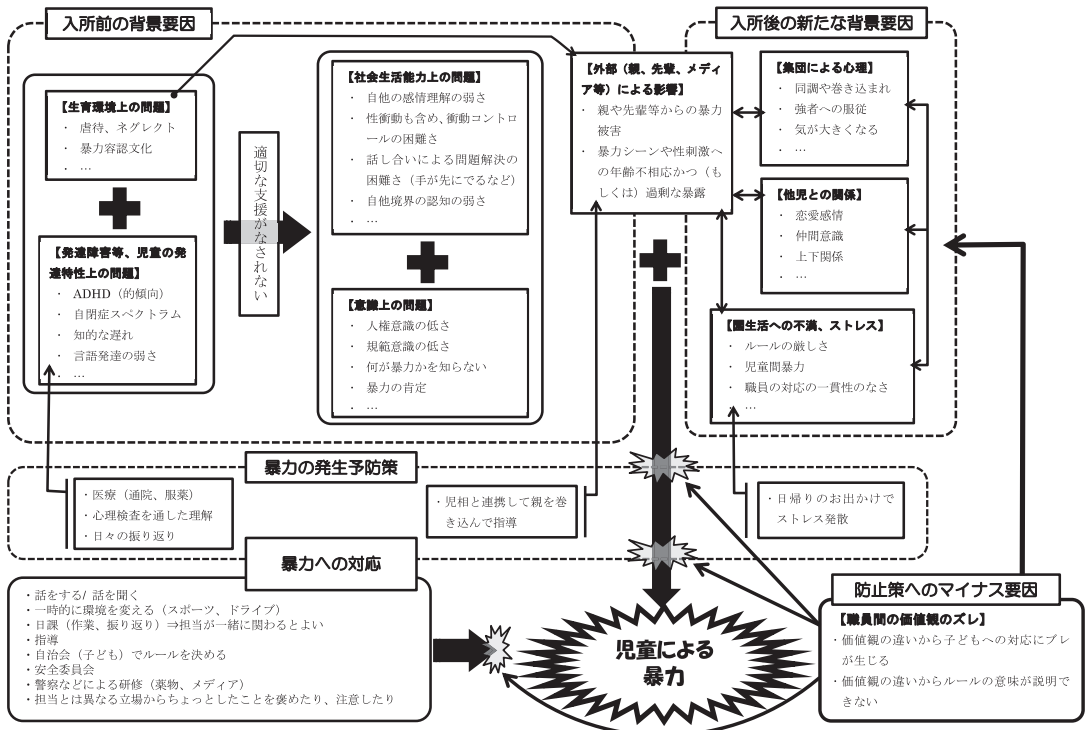 入所前の背景要因
【生育環境上の問題】
・ 虐待、ネグレクト
・ 暴力容認文化
・ …
【発達障害等、児童の発
達特性上の問題】
・ ADHD（的傾向）
・ 自閉症スペクトラム
・ 知的な遅れ
・ 言語発達の弱さ
・ …
適切な支援がなされない
【社会生活能力上の問題】
・ 自他の感情理解の弱さ
・ 性衝動も含め、衝動コントロ
ールの困難さ
・ 話し合いによる問題解決の
困難さ（手が先にでるなど）
・ 自他境界の認知の弱さ
・ …
【意識上の問題】
・ 人権意識の低さ
・ 規範意識の低さ
・ 何が暴力かを知らない
・ 暴力の肯定
・ …
【外部（親、先輩、メディ
ア等）による影響】
・ 親や先輩等からの暴力
被害
・ 暴力シーンや性刺激へ
の年齢不相応かつ（も
しくは）過剰な暴露
入所後の新たな背景要因
【集団による心理】
・ 同調や巻き込まれ
・ 強者への服従
・ 気が大きくなる
・ …
【他児との関係】
・ 恋愛感情
・ 仲間意識
・ 上下関係
・ …
【園生活への不満、ストレス】
・ ルールの厳しさ
・ 児童間暴力
・ 職員の対応の一貫性のなさ
・ …
暴力の発生予防策
・医療（通院、服薬）
・心理検査を通した理解
・日々の振り返り
・児相と連携して親を巻
き込んで指導
・日帰りのお出かけで
ストレス発散
暴力への対応
・話をする/ 話を聞く
・一時的に環境を変える（スポーツ、ドライブ）
・日課（作業、振り返り）⇒担当が一緒に関わるとよい
・指導
・自治会（子ども）でルールを決める
・安全委員会
・警察などによる研修（薬物、メディア）
・担当とは異なる立場からちょっとしたことを褒めたり、注意したり
児童による
暴力
防止策へのマイナス要因
【職員間の価値観のズレ】
・価値観の違いから子どもへの対応にブレ
が生じる
・価値観の違いからルールの意味が説明で
きない